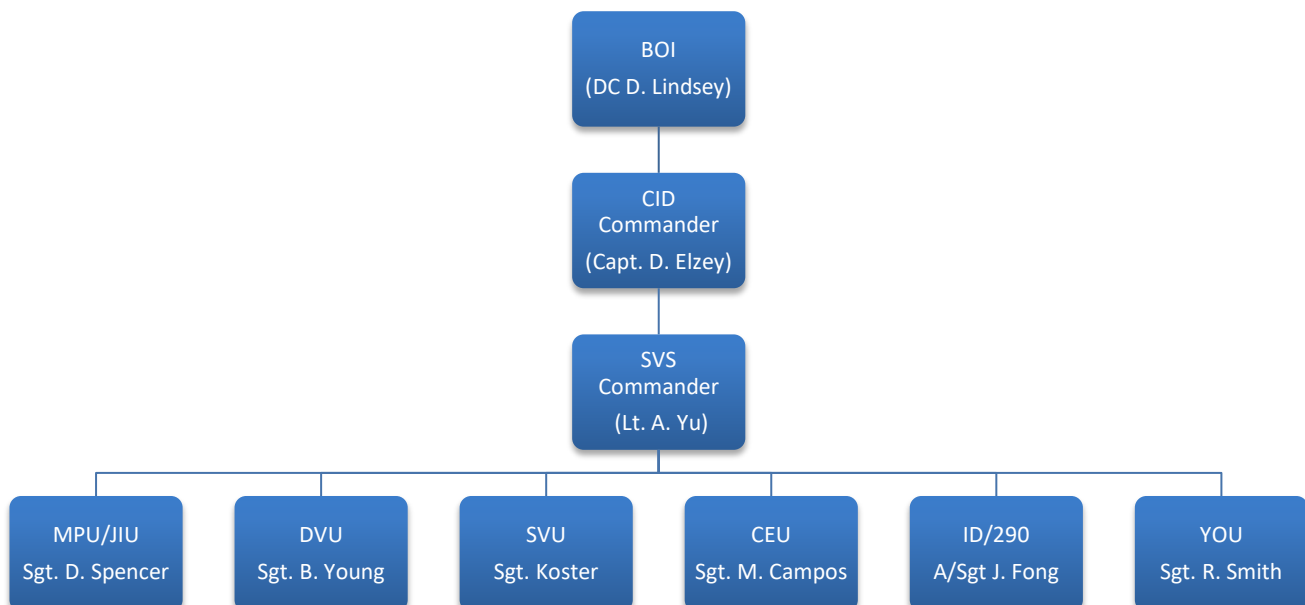 BOI
(DC D. Lindsey)
CID
Commander
(Capt. D. Elzey)
SVS
Commander
(Lt. A. Yu)
MPU/JIU
Sgt. D. Spencer
DVU
Sgt. B. Young
SVU
Sgt. Koster
CEU
Sgt. M. Campos
ID/290
A/Sgt J. Fong
YOU
Sgt. R. Smith